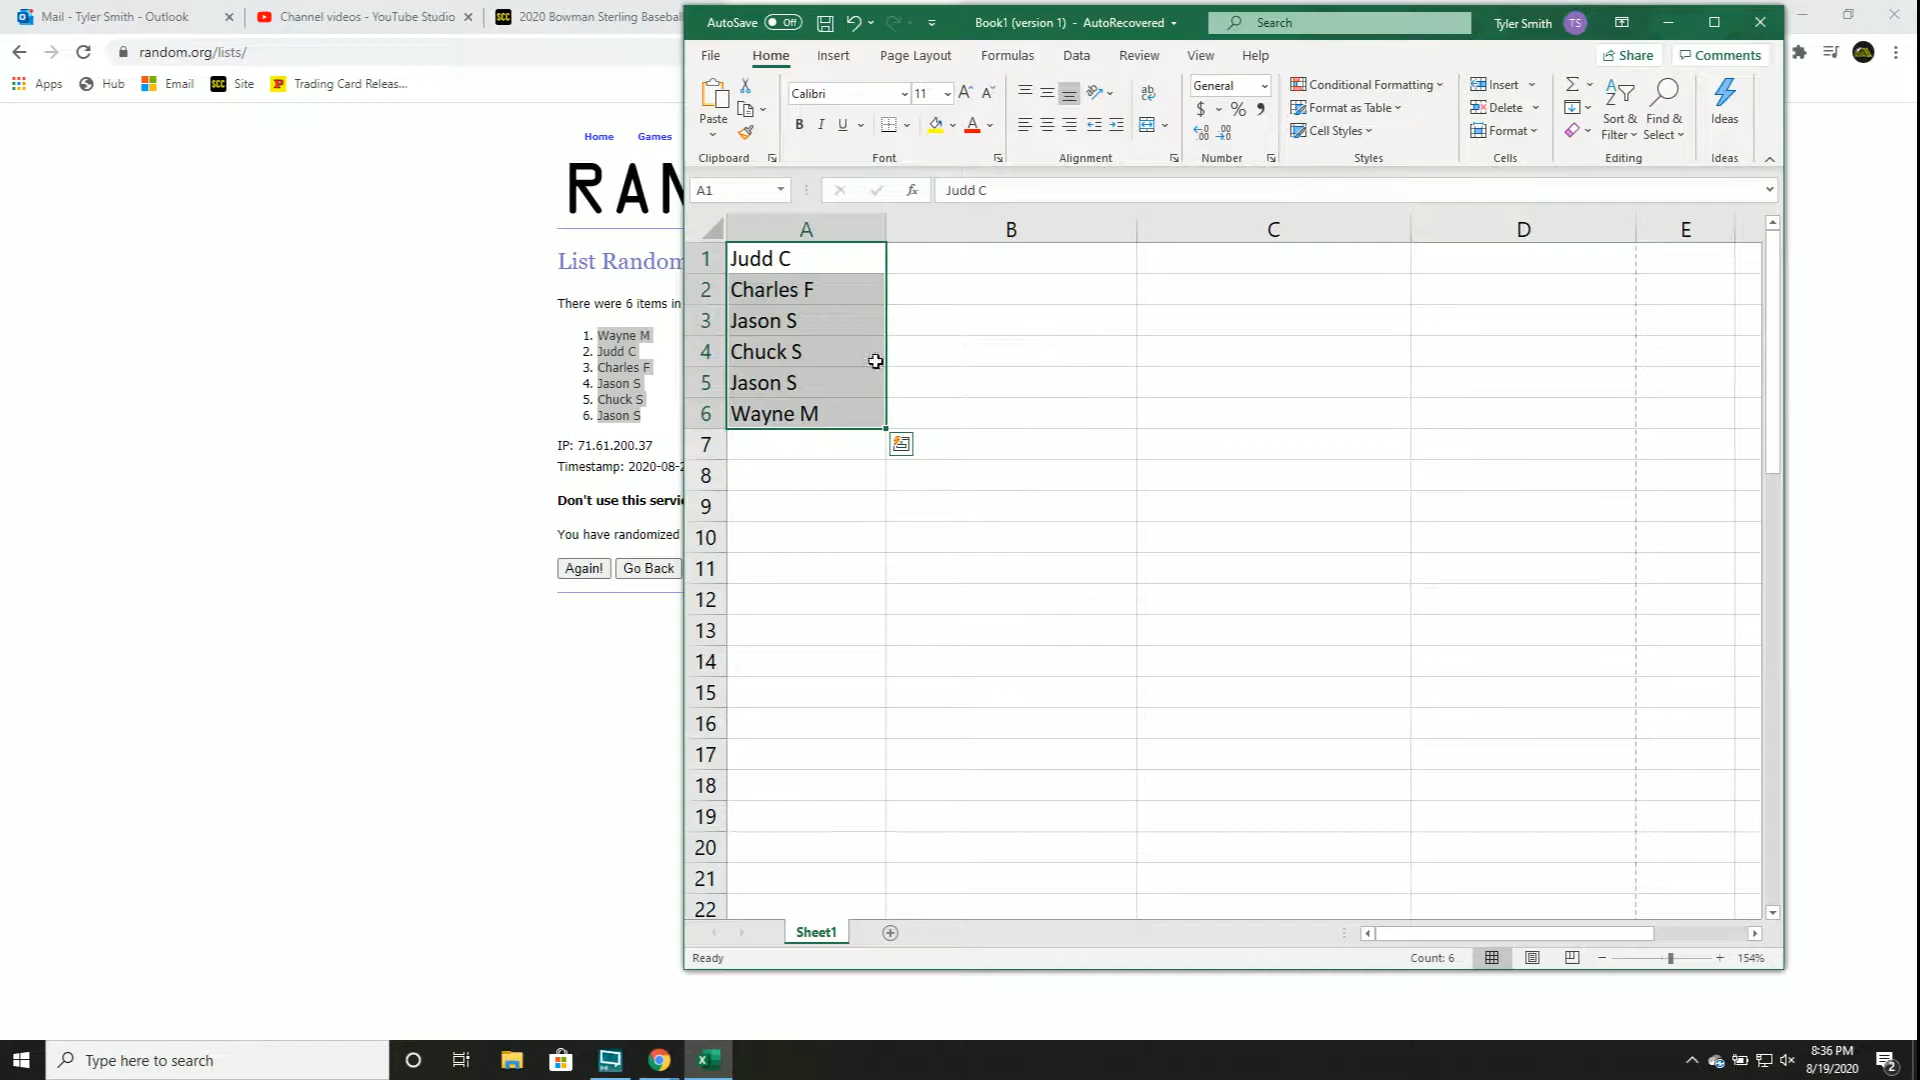 Mail - Tyler Smith - Outlook
Channel videos - YouTube Studio
SCC 2020 Bowman Sterling Baseball
random.org/lists/
Apps
Hub
Email
SCC Site
Trading Card Releas...
Home Games
RAN
List Random
There were 6 items in
1. Wayne M
2. Judd C
3. Charles F
4. Jason S
5. Chuck S
6. Jason S
IP: 71.61.200.37
Timestamp: 2020-08-2
Don't use this servi
You have randomized
Again! Go Back
AutoSave Off
Book1 (version 1) - AutoRecovered
Search
Tyler Smith TS
File Home Insert Page Layout Formulas Data Review View Help
Share Comments
Paste
Calibri 11
B I U
General
$ % 9
Conditional Formatting
Format as Table
Cell Styles
Insert
Delete
Format
Sort & Filter
Find & Select
Ideas
Clipboard Font Alignment Number Styles Cells Editing Ideas
A1 fx Judd C
A B C D E
1 Judd C
2 Charles F
3 Jason S
4 Chuck S
5 Jason S
6 Wayne M
7
8
9
10
11
12
13
14
15
16
17
18
19
20
21
22
Sheet1
Ready Count: 6 154%
Type here to search
8:36 PM
8/19/2020
2